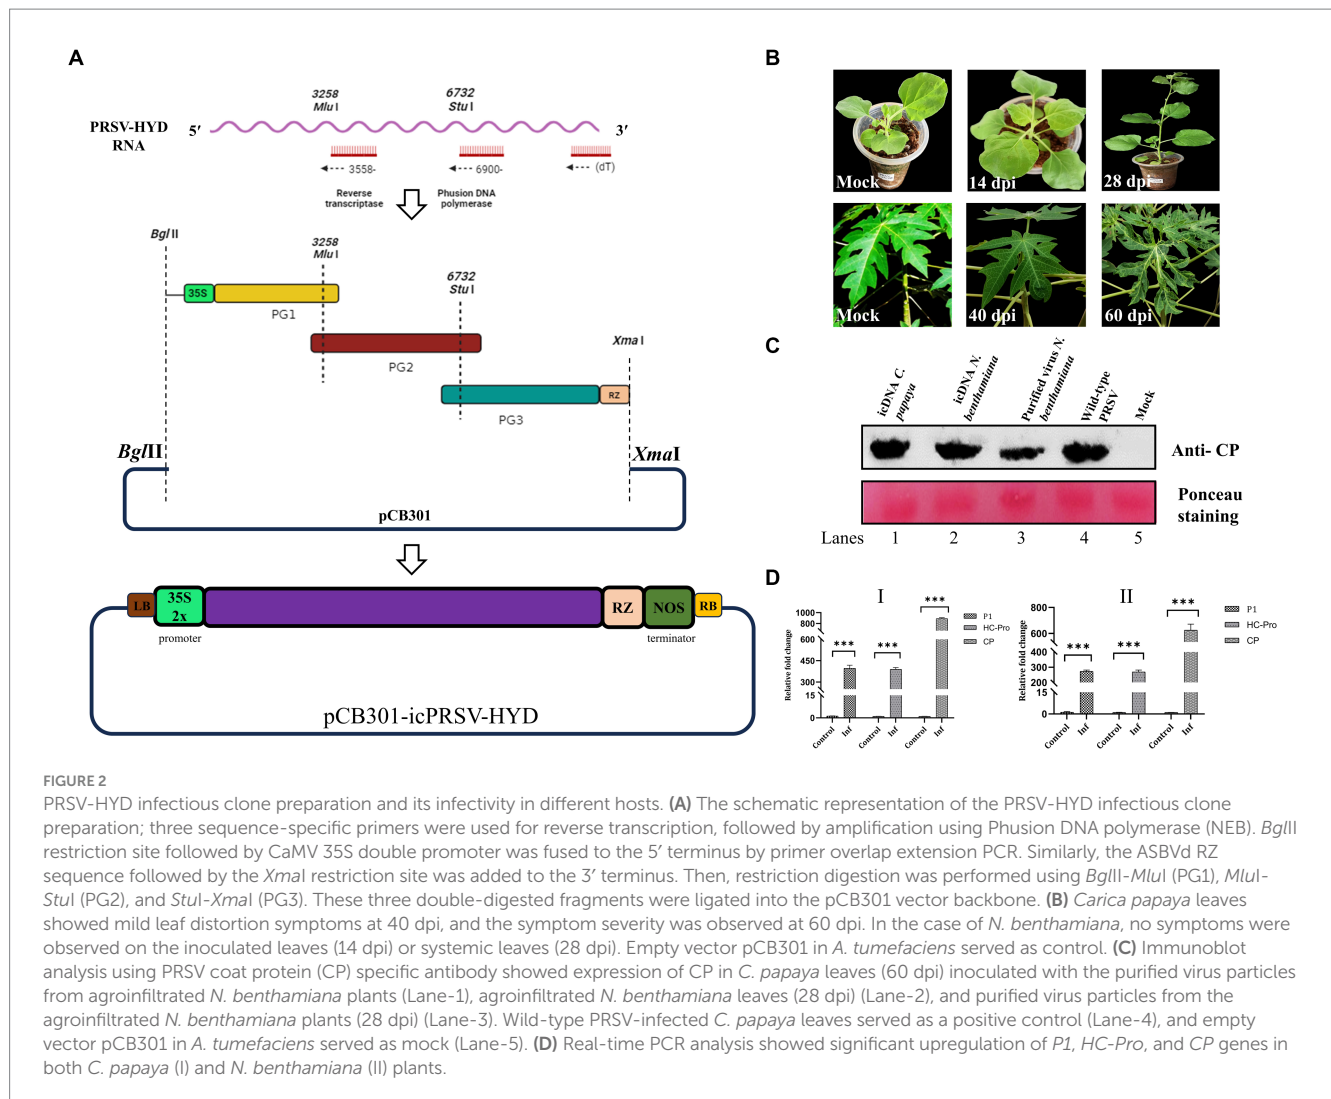 A
3258
Mlu I
6732
Stu I
PRSV-HYD
RNA
5′
3′
3558-
6900-
(dT)
Reverse
transcriptase
Phusion DNA
polymerase
Bgl II
3258
Mlu I
6732
Stu I
35S
PG1
Xma I
PG2
RZ
PG3
BglII
XmaI
pCB301
LB
35S
2x
RZ
NOS
RB
promoter
terminator
pCB301-icPRSV-HYD
B
Mock
14 dpi
28 dpi
Mock
40 dpi
60 dpi
C
icDNA C.
papaya
icDNA N.
benthamiana
Purified virus N.
benthamiana
Wild-type
PRSV
Mock
Anti- CP
Ponceau
staining
Lanes 1 2 3 4 5
D
I
Relative fold change
1000
800
600
450
300
15
0
***
***
***
Control
Inf
Control
Inf
Control
Inf
P1
HC-Pro
CP
II
Relative fold change
800
600
400
300
200
15
0
***
***
***
Control
Inf
Control
Inf
Control
Inf
P1
HC-Pro
CP
FIGURE 2
PRSV-HYD infectious clone preparation and its infectivity in different hosts. (A) The schematic representation of the PRSV-HYD infectious clone
preparation; three sequence-specific primers were used for reverse transcription, followed by amplification using Phusion DNA polymerase (NEB). BglII
restriction site followed by CaMV 35S double promoter was fused to the 5′ terminus by primer overlap extension PCR. Similarly, the ASBVd RZ
sequence followed by the XmaI restriction site was added to the 3′ terminus. Then, restriction digestion was performed using BglII-MluI (PG1), MluI-
StuI (PG2), and StuI-XmaI (PG3). These three double-digested fragments were ligated into the pCB301 vector backbone. (B) Carica papaya leaves
showed mild leaf distortion symptoms at 40 dpi, and the symptom severity was observed at 60 dpi. In the case of N. benthamiana, no symptoms were
observed on the inoculated leaves (14 dpi) or systemic leaves (28 dpi). Empty vector pCB301 in A. tumefaciens served as control. (C) Immunoblot
analysis using PRSV coat protein (CP) specific antibody showed expression of CP in C. papaya leaves (60 dpi) inoculated with the purified virus particles
from agroinfiltrated N. benthamiana plants (Lane-1), agroinfiltrated N. benthamiana leaves (28 dpi) (Lane-2), and purified virus particles from the
agroinfiltrated N. benthamiana plants (28 dpi) (Lane-3). Wild-type PRSV-infected C. papaya leaves served as a positive control (Lane-4), and empty
vector pCB301 in A. tumefaciens served as mock (Lane-5). (D) Real-time PCR analysis showed significant upregulation of P1, HC-Pro, and CP genes in
both C. papaya (I) and N. benthamiana (II) plants.